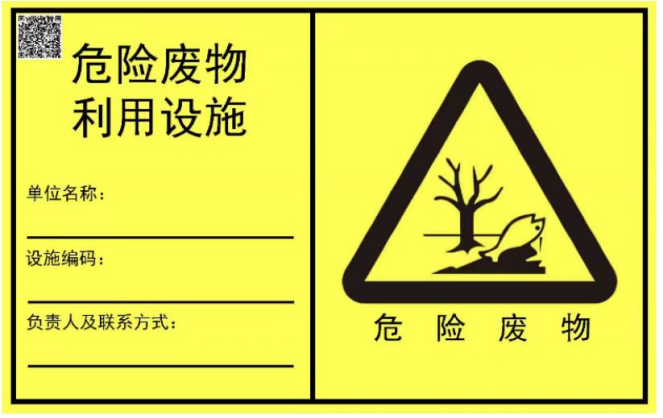 危险废物
利用设施
单位名称：
设施编码：
负责人及联系方式：
危险废物